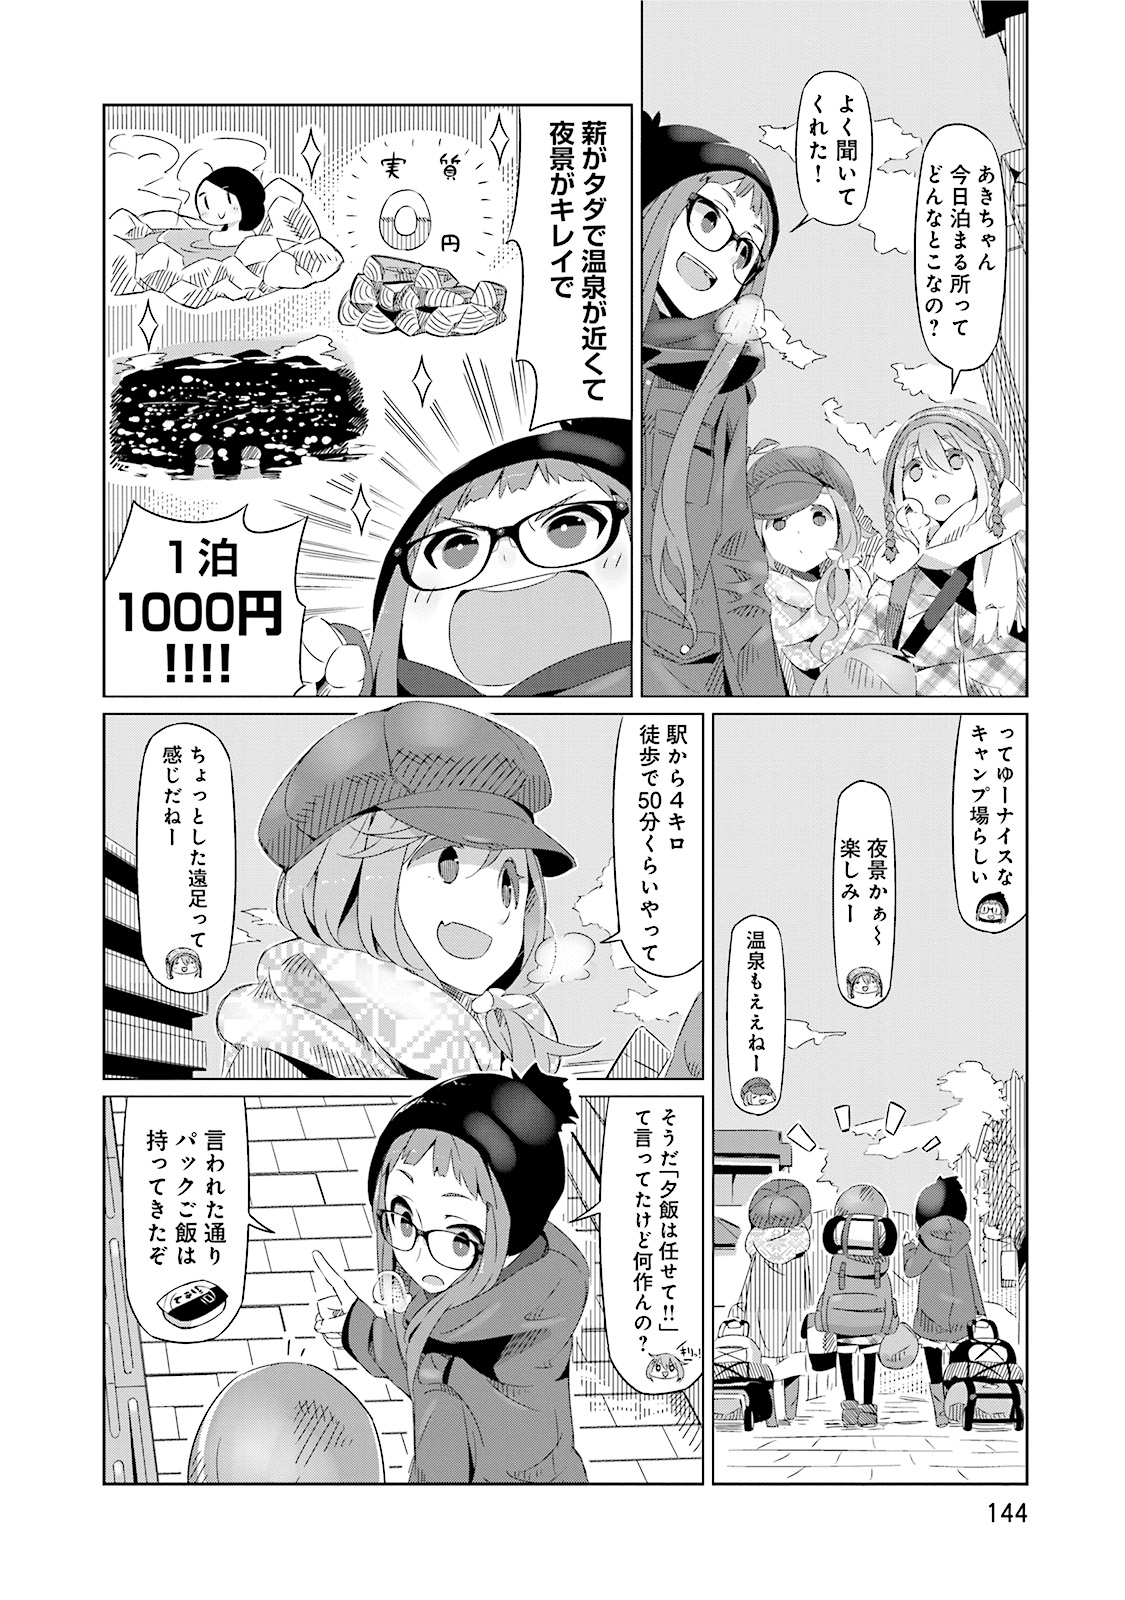 あきちゃん
今日泊まる所って
どんなとこなの?
よく聞いて
くれた!
薪がタダで温泉が近くて
夜景がキレイで
実質
0円
1泊
1000円
!!!!
ってゆーナイスな
キャンプ場らしい
夜景かぁ〜
楽しみー
温泉もええねー
駅から4キロ
徒歩で50分くらいやって
ちょっとした遠足って
感じだねー
そうだ「夕飯は任せて!!」
て言ってたけど何作んの?
キリッ!
言われた通り
パックご飯は
持ってきたぞ
144